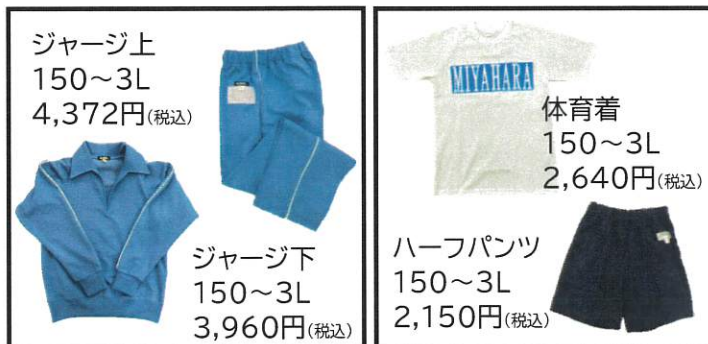 ジャージ上
150～3L
4,372円(税込)
ジャージ下
150～3L
3,960円(税込)
MIYAHARA
体育着
150～3L
2,640円(税込)
ハーフパンツ
150～3L
2,150円(税込)